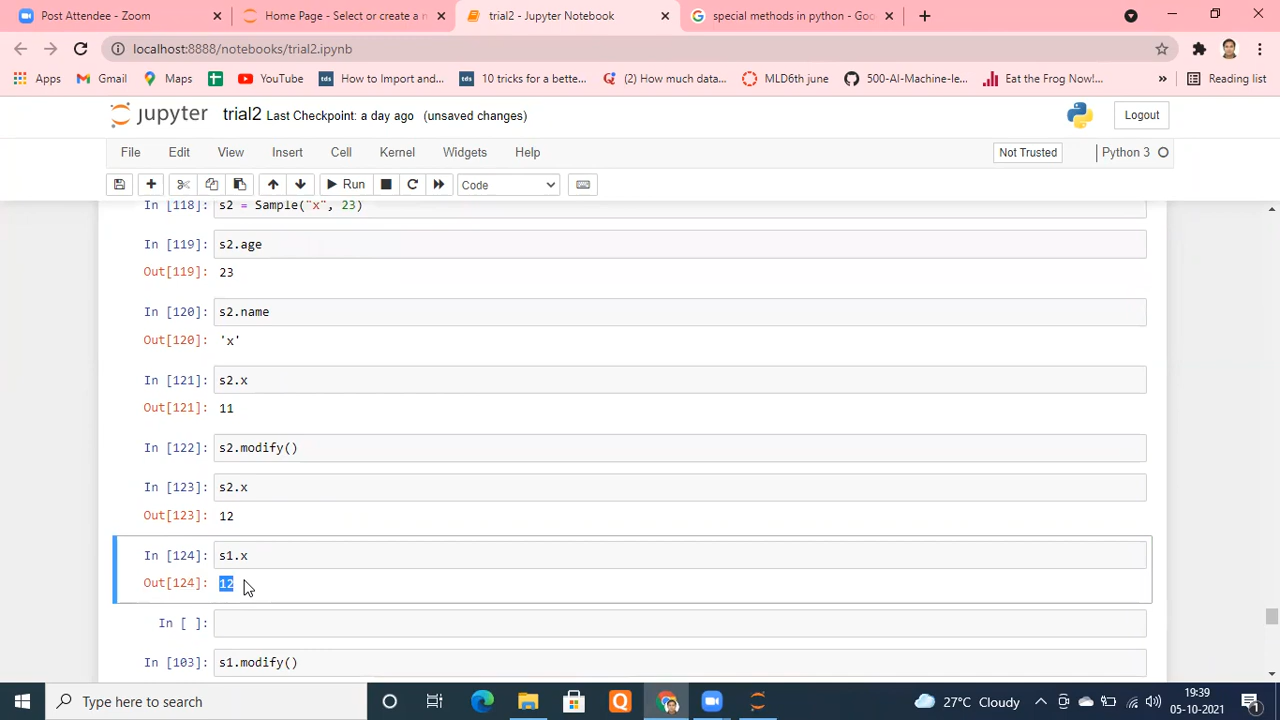 Post Attendee - Zoom
Home Page - Select or create a n
trial2 - Jupyter Notebook
special methods in python - Goo
localhost:8888/notebooks/trial2.ipynb
Apps
Gmail
Maps
YouTube
How to Import and...
10 tricks for a bette...
(2) How much data...
MLD6th june
500-AI-Machine-le...
Eat the Frog Now!...
»
Reading list
jupyter
trial2 Last Checkpoint: a day ago (unsaved changes)
Logout
File
Edit
View
Insert
Cell
Kernel
Widgets
Help
Not Trusted
Python 3
Run
Code
In [118]: s2 = Sample("x", 23)
In [119]: s2.age
Out[119]: 23
In [120]: s2.name
Out[120]: 'x'
In [121]: s2.x
Out[121]: 11
In [122]: s2.modify()
In [123]: s2.x
Out[123]: 12
In [124]: s1.x
Out[124]: 12
In [ ]:
In [103]: s1.modify()
Type here to search
27°C Cloudy
19:39
05-10-2021
1